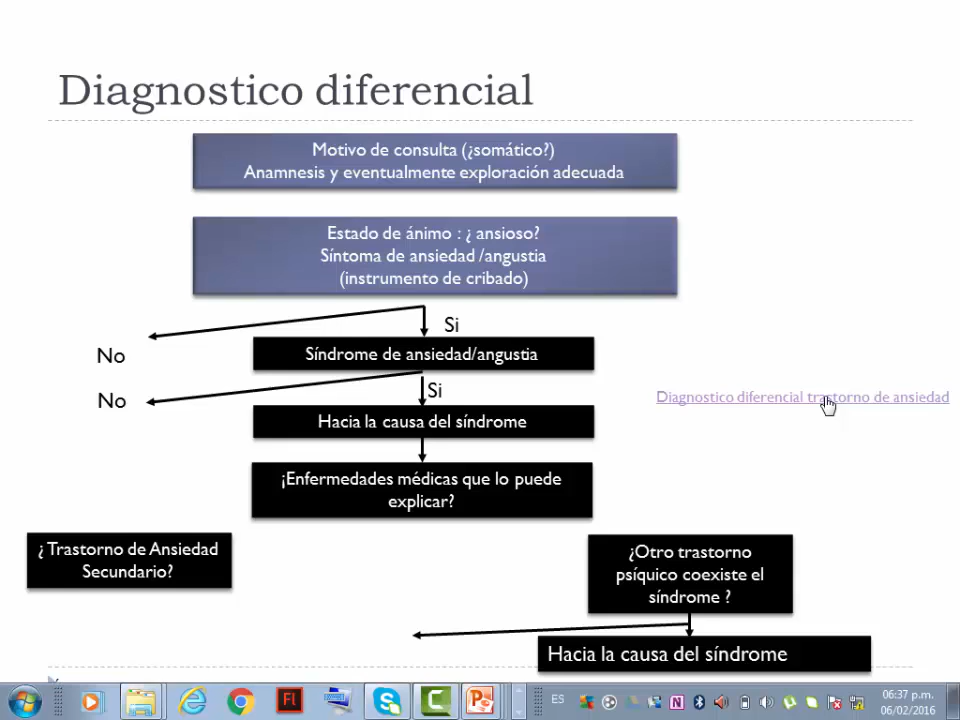 Diagnostico diferencial
Motivo de consulta (¿somático?)
Anamnesis y eventualmente exploración adecuada
Estado de ánimo : ¿ ansioso?
Síntoma de ansiedad /angustia
(instrumento de cribado)
Si
No
Síndrome de ansiedad/angustia
Si
No
Diagnostico diferencial trastorno de ansiedad
Hacia la causa del síndrome
¡Enfermedades médicas que lo puede
explicar?
¿ Trastorno de Ansiedad
Secundario?
¿Otro trastorno
psíquico coexiste el
síndrome ?
Hacia la causa del síndrome
ES
06:37 p.m.
06/02/2016